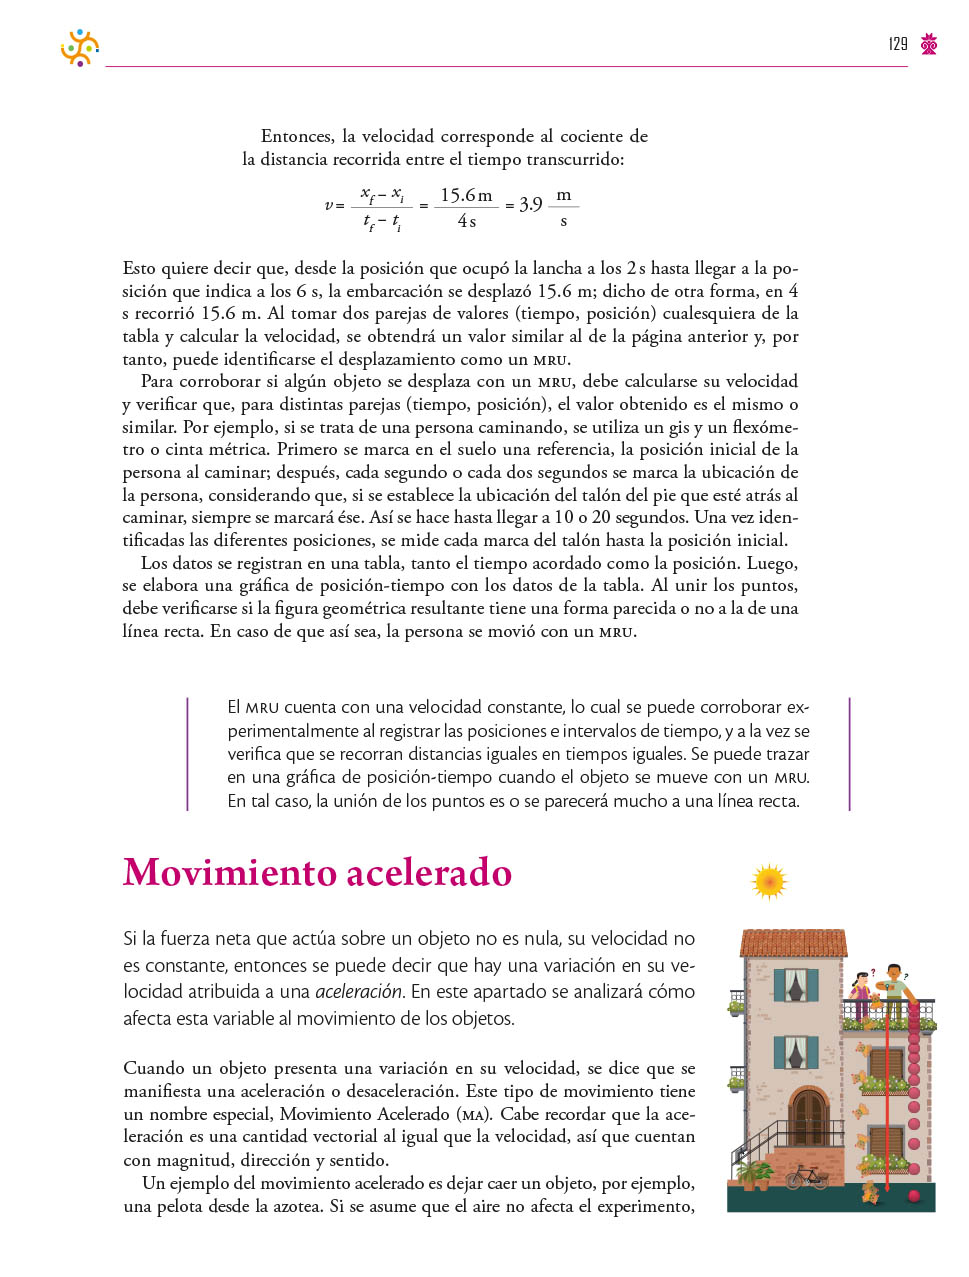 129
Entonces, la velocidad corresponde al cociente de
la distancia recorrida entre el tiempo transcurrido:
v = (x_f – x_i) / (t_f – t_i) = 15.6 m / 4 s = 3.9 m / s
Esto quiere decir que, desde la posición que ocupó la lancha a los 2 s hasta llegar a la po-
sición que indica a los 6 s, la embarcación se desplazó 15.6 m; dicho de otra forma, en 4
s recorrió 15.6 m. Al tomar dos parejas de valores (tiempo, posición) cualesquiera de la
tabla y calcular la velocidad, se obtendrá un valor similar al de la página anterior y, por
tanto, puede identificarse el desplazamiento como un MRU.
Para corroborar si algún objeto se desplaza con un MRU, debe calcularse su velocidad
y verificar que, para distintas parejas (tiempo, posición), el valor obtenido es el mismo o
similar. Por ejemplo, si se trata de una persona caminando, se utiliza un gis y un flexóme-
tro o cinta métrica. Primero se marca en el suelo una referencia, la posición inicial de la
persona al caminar; después, cada segundo o cada dos segundos se marca la ubicación de
la persona, considerando que, si se establece la ubicación del talón del pie que esté atrás al
caminar, siempre se marcará ése. Así se hace hasta llegar a 10 o 20 segundos. Una vez iden-
tificadas las diferentes posiciones, se mide cada marca del talón hasta la posición inicial.
Los datos se registran en una tabla, tanto el tiempo acordado como la posición. Luego,
se elabora una gráfica de posición-tiempo con los datos de la tabla. Al unir los puntos,
debe verificarse si la figura geométrica resultante tiene una forma parecida o no a la de una
línea recta. En caso de que así sea, la persona se movió con un MRU.
El MRU cuenta con una velocidad constante, lo cual se puede corroborar ex-
perimentalmente al registrar las posiciones e intervalos de tiempo, y a la vez se
verifica que se recorran distancias iguales en tiempos iguales. Se puede trazar
en una gráfica de posición-tiempo cuando el objeto se mueve con un MRU.
En tal caso, la unión de los puntos es o se parecerá mucho a una línea recta.
Movimiento acelerado
Si la fuerza neta que actúa sobre un objeto no es nula, su velocidad no
es constante, entonces se puede decir que hay una variación en su ve-
locidad atribuida a una aceleración. En este apartado se analizará cómo
afecta esta variable al movimiento de los objetos.
Cuando un objeto presenta una variación en su velocidad, se dice que se
manifiesta una aceleración o desaceleración. Este tipo de movimiento tiene
un nombre especial, Movimiento Acelerado (MA). Cabe recordar que la ace-
leración es una cantidad vectorial al igual que la velocidad, así que cuentan
con magnitud, dirección y sentido.
Un ejemplo del movimiento acelerado es dejar caer un objeto, por ejemplo,
una pelota desde la azotea. Si se asume que el aire no afecta el experimento,
? ?